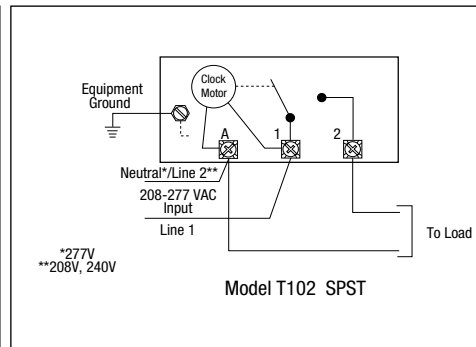 Equipment
Ground
Clock
Motor
A
1
2
Neutral*/Line 2**
208-277 VAC
Input
Line 1
To Load
*277V
**208V, 240V
Model T102 SPST